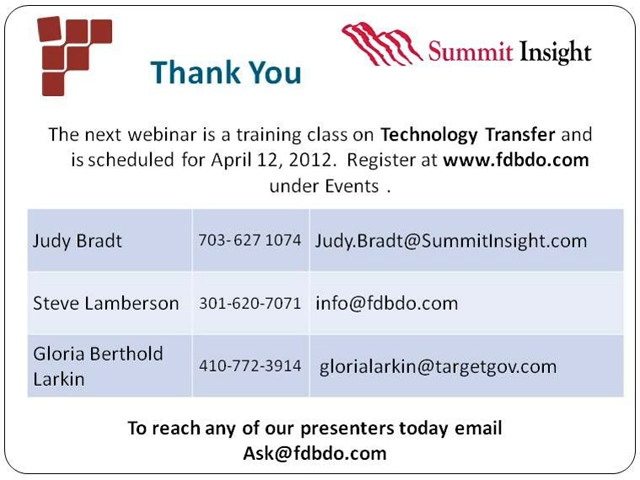 Summit Insight
Thank You
The next webinar is a training class on Technology Transfer and
is scheduled for April 12, 2012. Register at www.fdbdo.com
under Events .
Judy Bradt 703-627 1074 Judy.Bradt@SummitInsight.com
Steve Lamberson 301-620-7071 info@fdbdo.com
Gloria Berthold
Larkin 410-772-3914 glorialarkin@targetgov.com
To reach any of our presenters today email
Ask@fdbdo.com